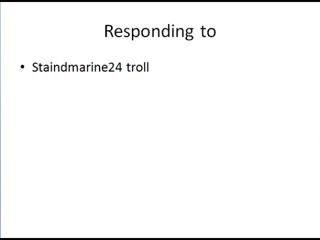 Responding to
• Staindmarine24 troll